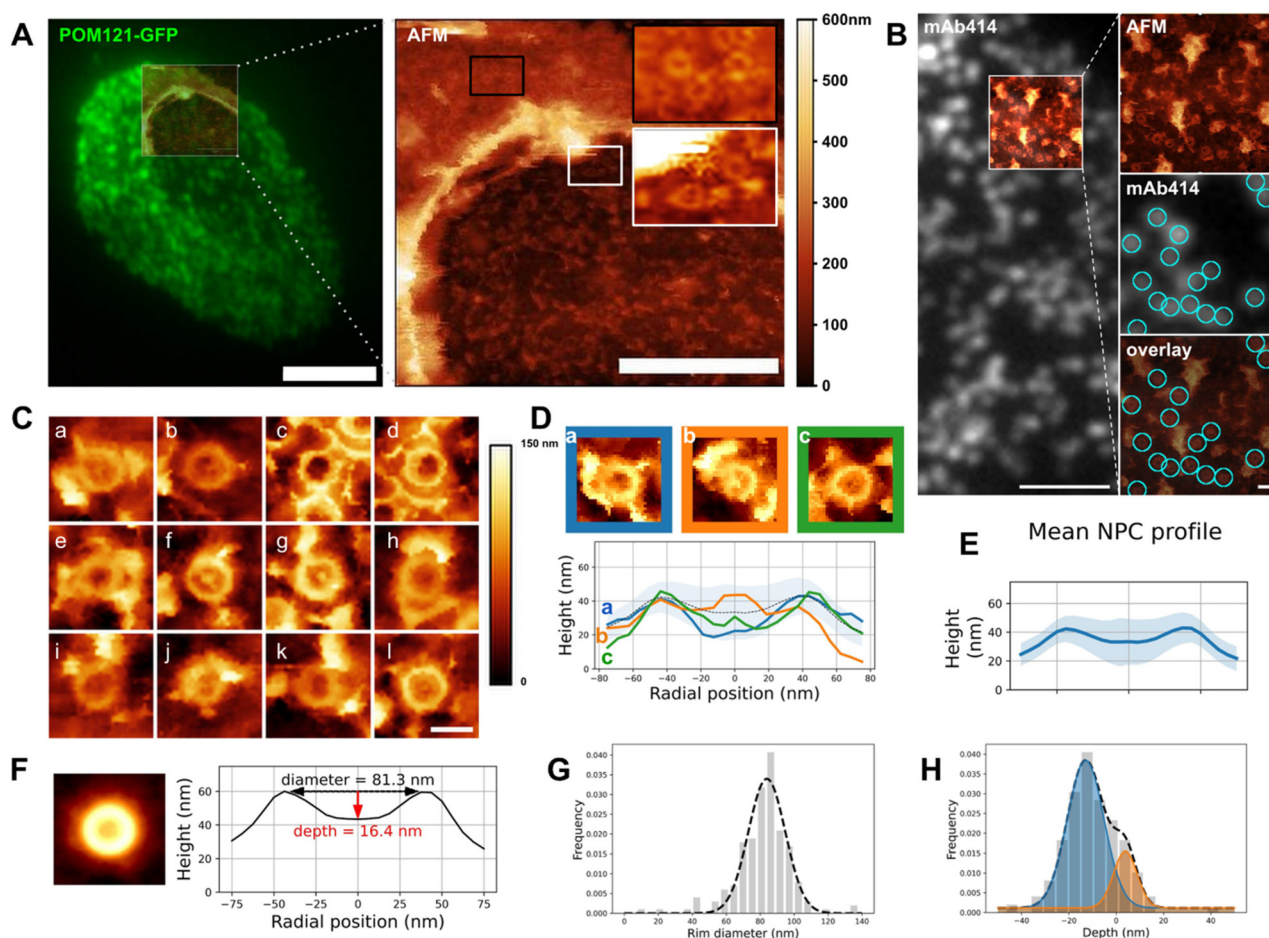 A
POM121-GFP
AFM
600nm
500
400
300
200
100
0
B
mAb414
AFM
mAb414
overlay
C
a
b
c
d
e
f
g
h
i
j
k
l
150 nm
0
D
a
b
c
Height (nm)
60
40
20
0
a
b
c
−80
−60
−40
−20
0
20
40
60
80
Radial position (nm)
E
Mean NPC profile
Height
(nm)
60
40
20
0
F
Height (nm)
60
40
20
0
diameter = 81.3 nm
depth = 16.4 nm
−75
−50
−25
0
25
50
75
Radial position (nm)
G
Frequency
0.040
0.035
0.030
0.025
0.020
0.015
0.010
0.005
0.000
0
20
40
60
80
100
120
140
Rim diameter (nm)
H
Frequency
0.040
0.035
0.030
0.025
0.020
0.015
0.010
0.005
0.000
−40
−20
0
20
40
Depth (nm)